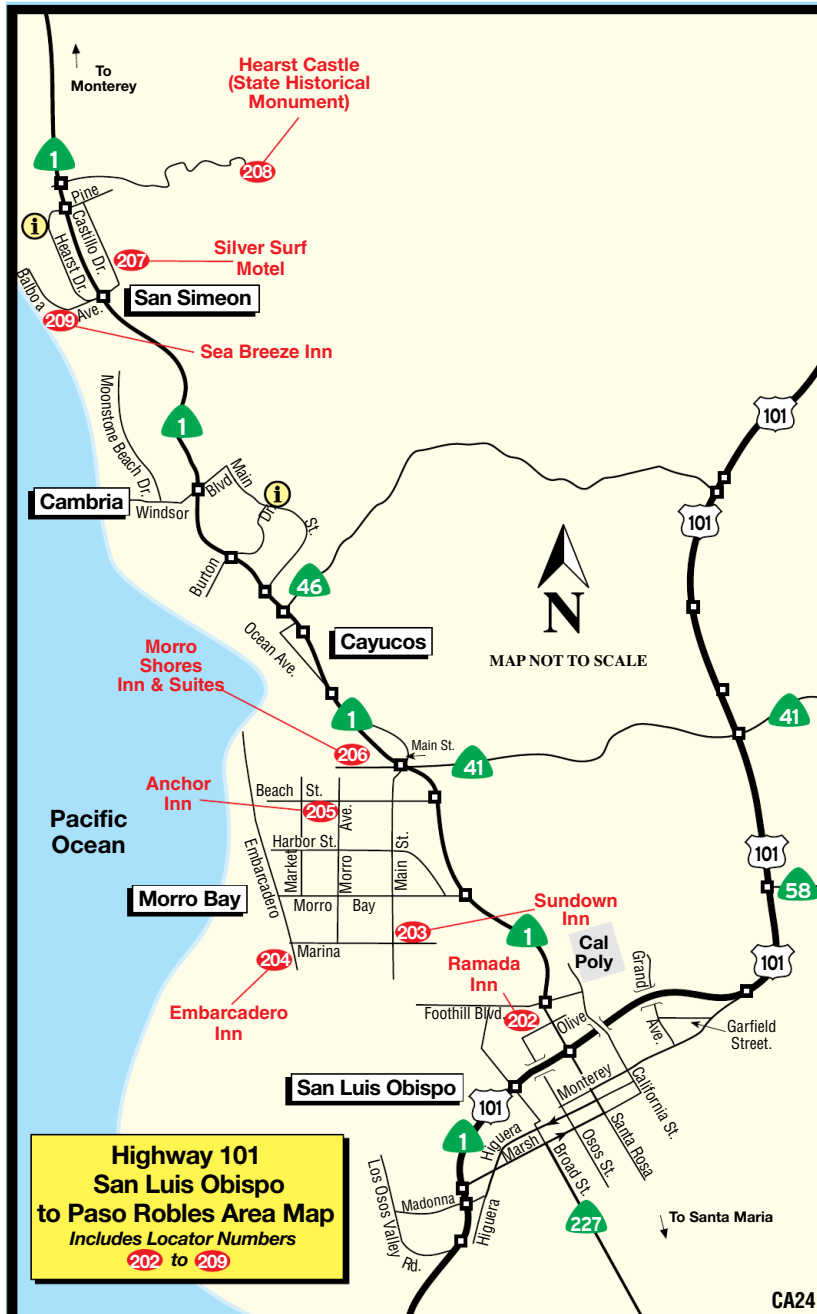 To
Monterey
Hearst Castle
(State Historical
Monument)
1
208
Pine
i
Castillo Dr.
Hearst Dr.
207
Silver Surf
Motel
San Simeon
Balboa Ave.
209
Sea Breeze Inn
101
Moonstone Beach Dr.
1
Main St.
Blvd
Windsor
Cambria
i
Dr.
Burton
101
46
N
MAP NOT TO SCALE
Ocean Ave.
Cayucos
Morro
Shores
Inn & Suites
1
206
Main St.
41
41
Anchor
Inn
Beach St.
205
Pacific
Ocean
Harbor St.
Embarcadero
Market
Morro Ave.
Main St.
101
58
Morro Bay
Morro Bay
Sundown
Inn
203
1
Marina
204
Embarcadero
Inn
Cal
Poly
101
Grand Ave.
Ramada
Inn
Foothill Blvd.
202
Olive
Garfield
Street.
San Luis Obispo
101
Monterey
California St.
Santa Rosa
Osos St.
Broad St.
Higuera
Marsh
1
Madonna
Los Osos Valley Rd.
Higuera
227
To Santa Maria
Highway 101
San Luis Obispo
to Paso Robles Area Map
Includes Locator Numbers
202 to 209
CA24